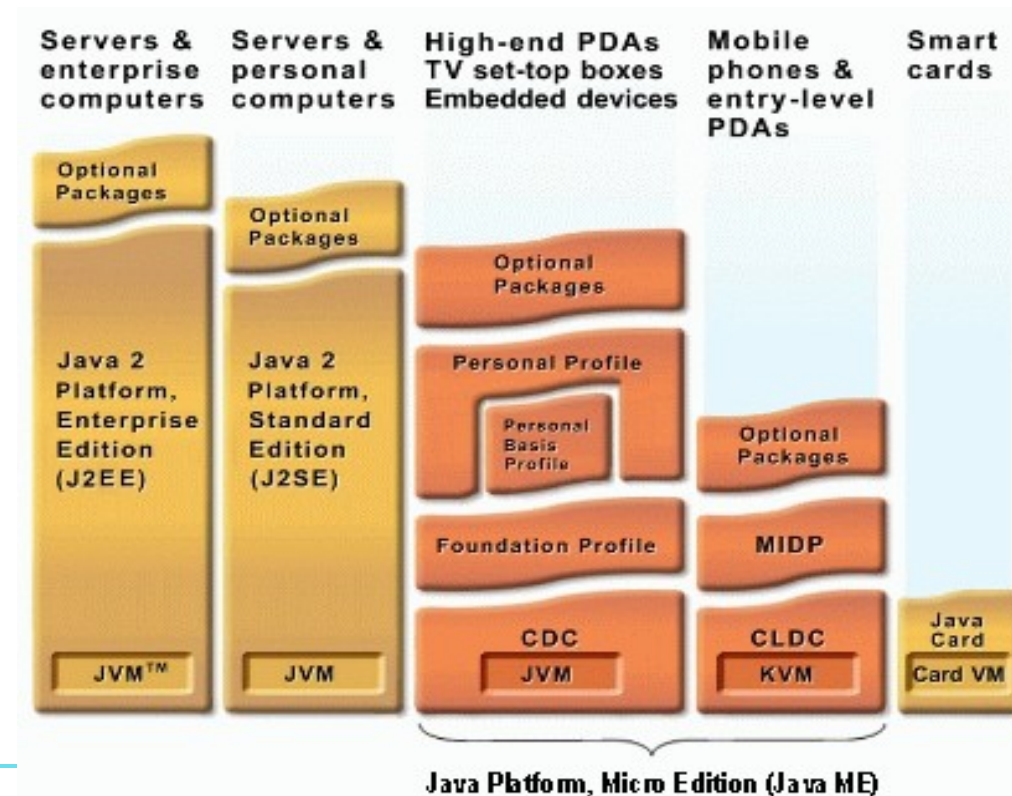 Servers &
enterprise
computers
Servers &
personal
computers
High-end PDAs
TV set-top boxes
Embedded devices
Mobile
phones &
entry-level
PDAs
Smart
cards
Optional
Packages
Java 2
Platform,
Enterprise
Edition
(J2EE)
JVM™
Optional
Packages
Java 2
Platform,
Standard
Edition
(J2SE)
JVM
Optional
Packages
Personal Profile
Personal
Basis
Profile
Foundation Profile
CDC
JVM
Optional
Packages
MIDP
CLDC
KVM
Java
Card
Card VM
Java Platform, Micro Edition (Java ME)